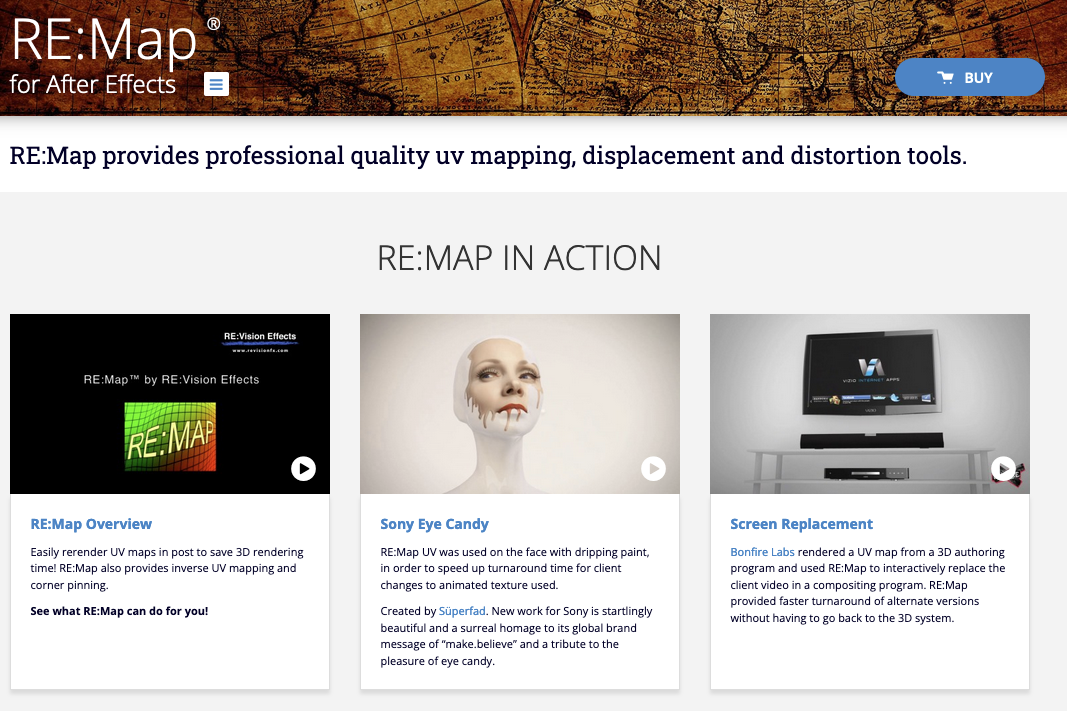 RE:Map ®
for After Effects
BUY
RE:Map provides professional quality uv mapping, displacement and distortion tools.
RE:MAP IN ACTION
RE:Vision Effects
www.revisionfx.com
RE:Map™ by RE:Vision Effects
RE:MAP
VIZIO INTERNET APPS
VIZIO
RE:Map Overview
Easily rerender UV maps in post to save 3D rendering
time! RE:Map also provides inverse UV mapping and
corner pinning.
See what RE:Map can do for you!
Sony Eye Candy
RE:Map UV was used on the face with dripping paint,
in order to speed up turnaround time for client
changes to animated texture used.
Created by Süperfad. New work for Sony is startlingly
beautiful and a surreal homage to its global brand
message of “make.believe” and a tribute to the
pleasure of eye candy.
Screen Replacement
Bonfire Labs rendered a UV map from a 3D authoring
program and used RE:Map to interactively replace the
client video in a compositing program. RE:Map
provided faster turnaround of alternate versions
without having to go back to the 3D system.